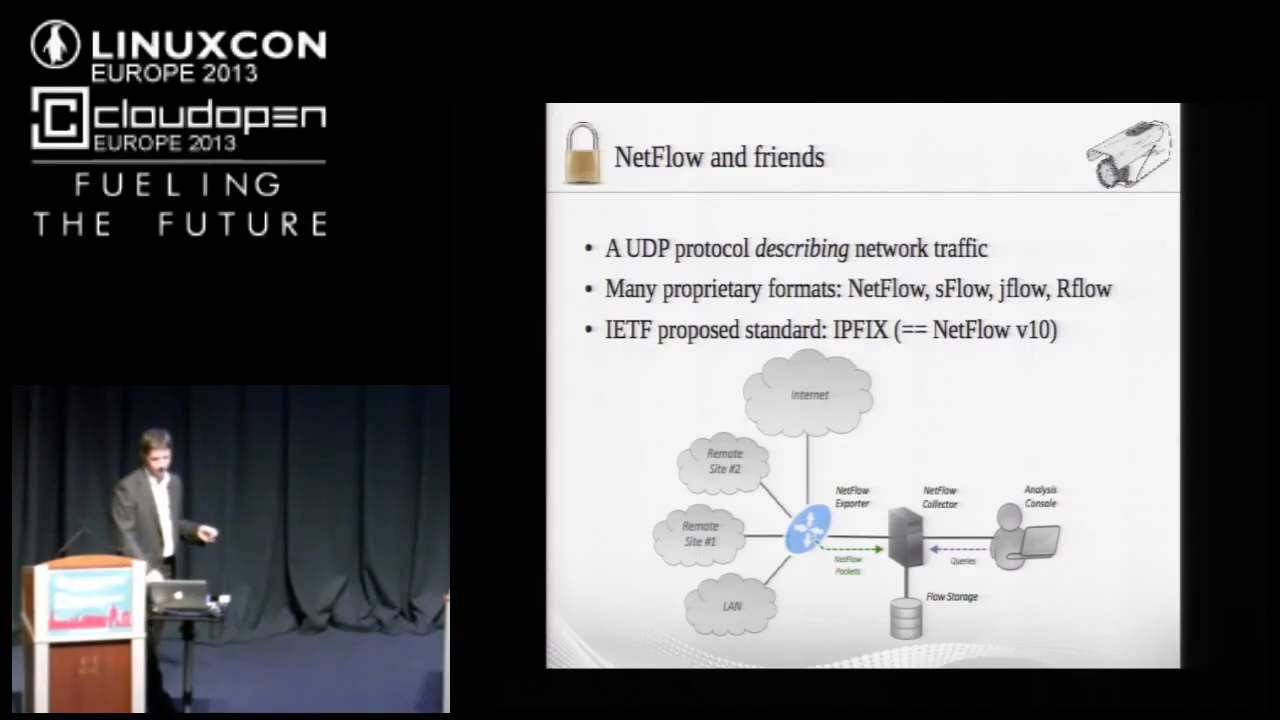 LINUXCON
EUROPE 2013
cloudopen
EUROPE 2013
FUELING
THE FUTURE
NetFlow and friends
• A UDP protocol describing network traffic
• Many proprietary formats: NetFlow, sFlow, jflow, Rflow
• IETF proposed standard: IPFIX (== NetFlow v10)
Internet
Remote
Site #2
Remote
Site #1
LAN
NetFlow
Exporter
NetFlow
Collector
Analysis
Console
NetFlow
Packets
Queries
Flow Storage